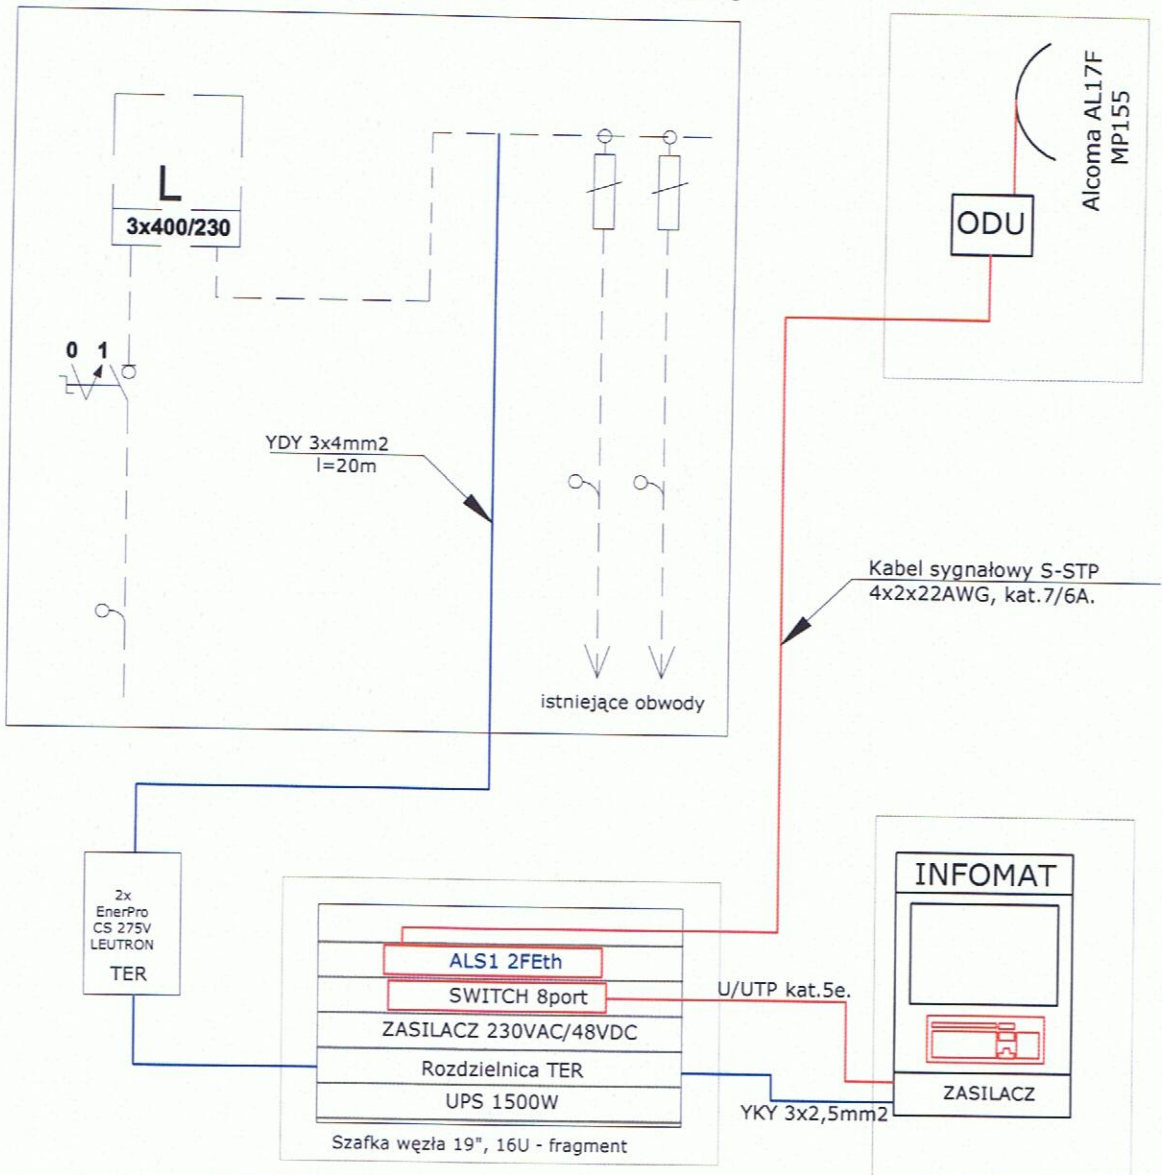 L
3x400/230
0 1
YDY 3x4mm2
l=20m
istniejące obwody
Alcoma AL17F
MP155
ODU
Kabel sygnałowy S-STP
4x2x22AWG, kat.7/6A.
2x
EnerPro
CS 275V
LEUTRON
TER
ALS1 2FEth
SWITCH 8port
ZASILACZ 230VAC/48VDC
Rozdzielnica TER
UPS 1500W
Szafka węzła 19", 16U - fragment
U/UTP kat.5e.
YKY 3x2,5mm2
INFOMAT
ZASILACZ